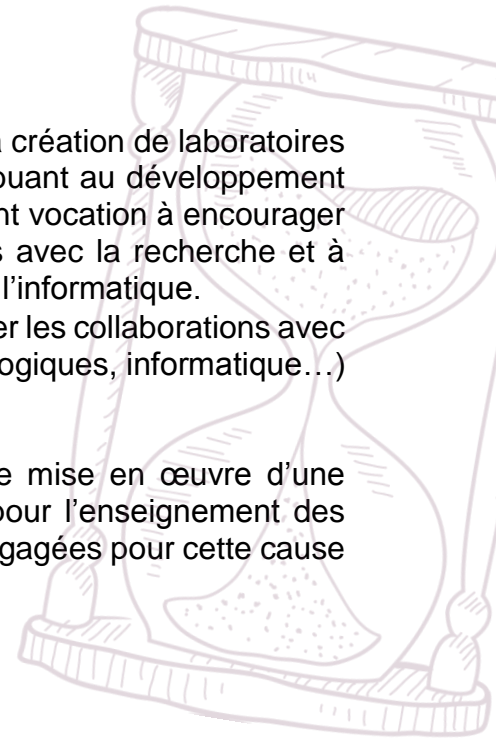 création de laboratoires
ouant au développement
nt vocation à encourager
avec la recherche et à
l’informatique.
er les collaborations avec
logiques, informatique…)
e mise en œuvre d’une
pour l’enseignement des
gagées pour cette cause